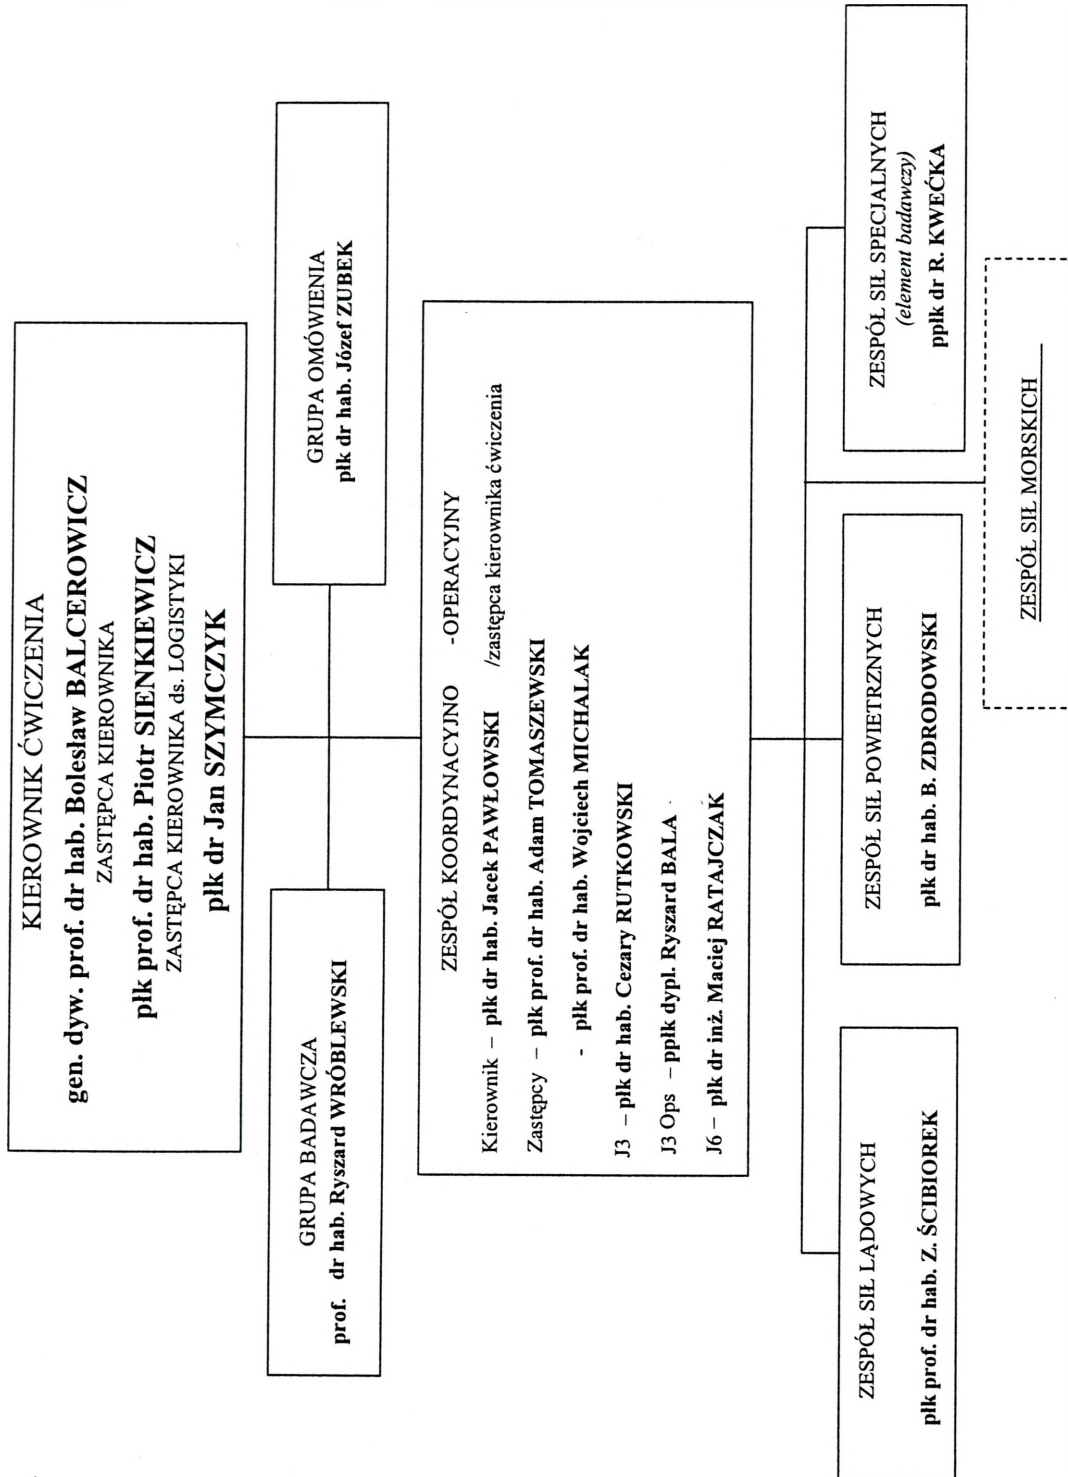 KIEROWNIK ĆWICZENIA
gen. dyw. prof. dr hab. Bolesław BALCEROWICZ
ZASTĘPCA KIEROWNIKA
płk prof. dr hab. Piotr SIENKIEWICZ
ZASTĘPCA KIEROWNIKA ds. LOGISTYKI
płk dr Jan SZYMCZYK
GRUPA BADAWCZA
prof. dr hab. Ryszard WRÓBLEWSKI
GRUPA OMÓWIENIA
płk dr hab. Józef ZUBEK
ZESPÓŁ KOORDYNACYJNO -OPERACYJNY
Kierownik – płk dr hab. Jacek PAWŁOWSKI /zastępca kierownika ćwiczenia
Zastępcy – płk prof. dr hab. Adam TOMASZEWSKI
- płk prof. dr hab. Wojciech MICHALAK
J3 – płk dr hab. Cezary RUTKOWSKI
J3 Ops – ppłk dypl. Ryszard BALA
J6 – płk dr inż. Maciej RATAJCZAK
ZESPÓŁ SIŁ LĄDOWYCH
płk prof. dr hab. Z. ŚCIBIOREK
ZESPÓŁ SIŁ POWIETRZNYCH
płk dr hab. B. ZDRODOWSKI
ZESPÓŁ SIŁ SPECJALNYCH
(element badawczy)
ppłk dr R. KWEĆKA
ZESPÓŁ SIŁ MORSKICH